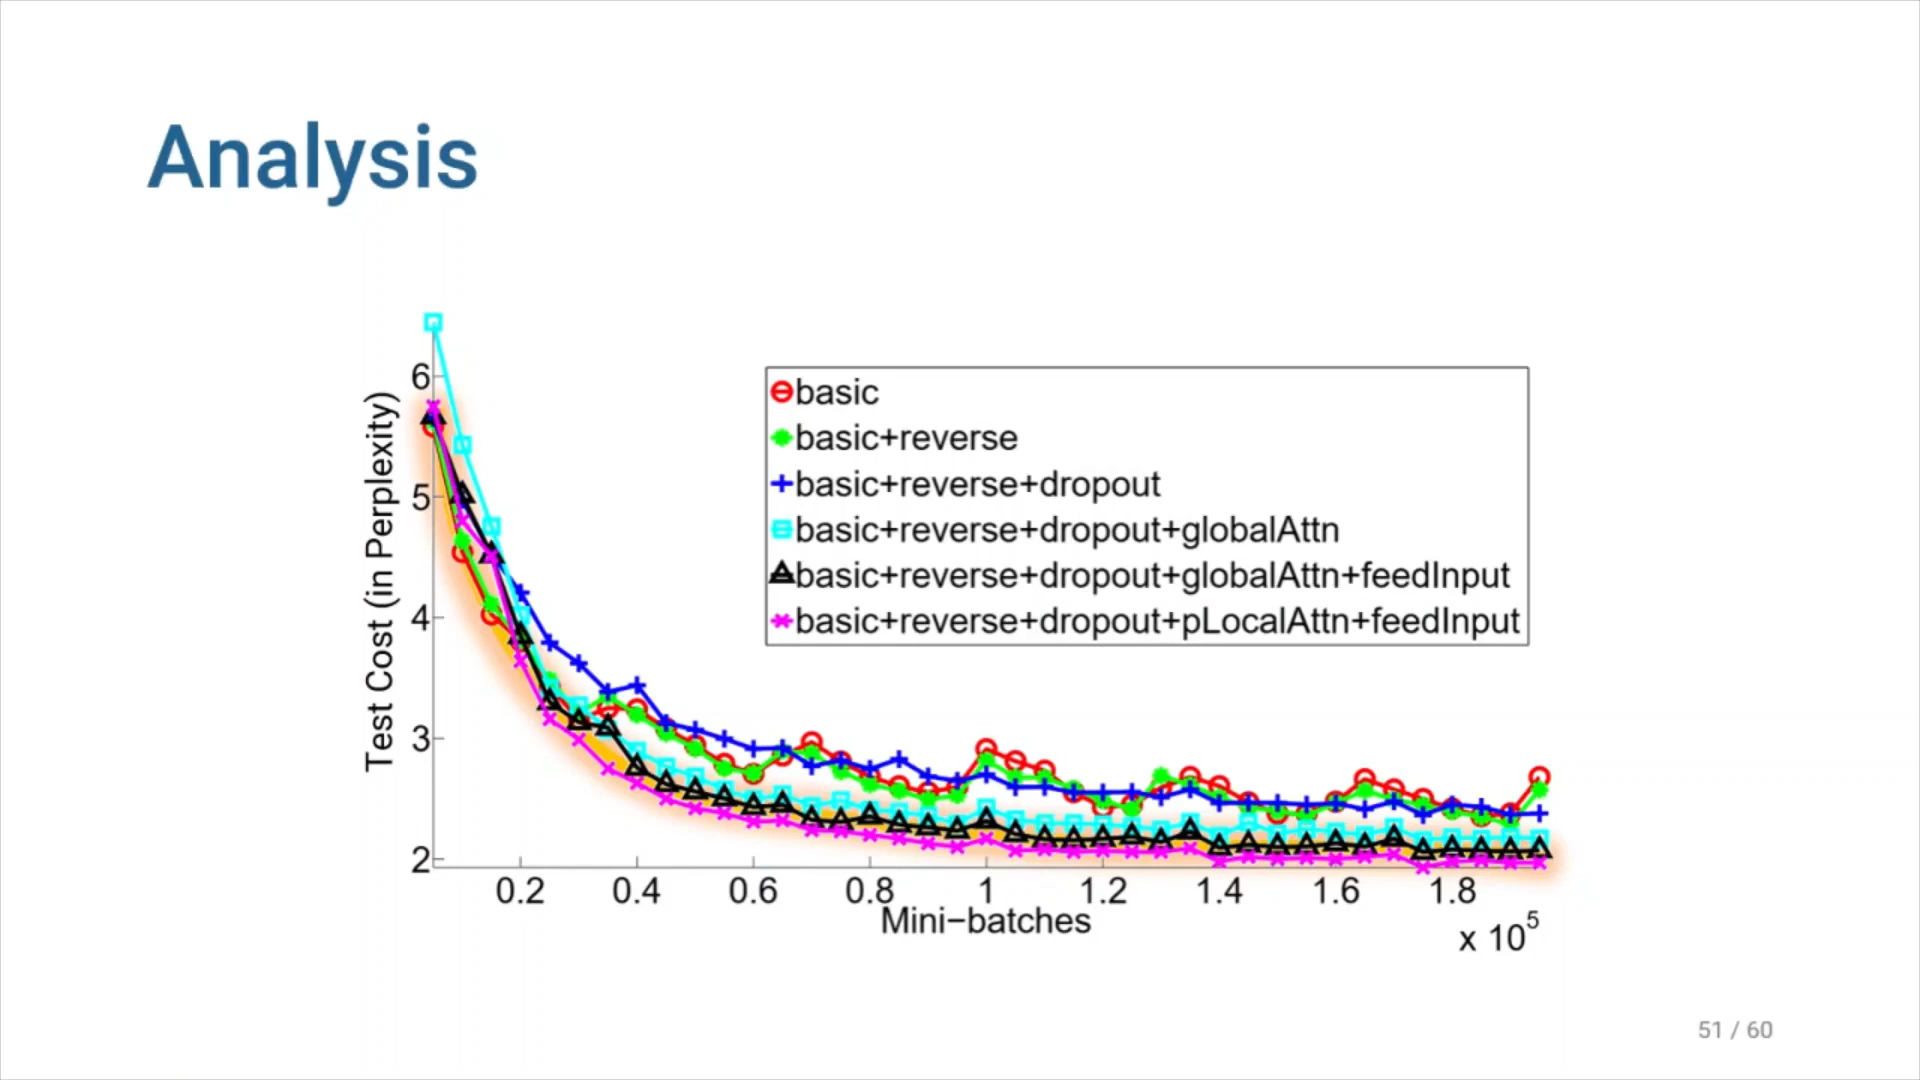 Analysis
Test Cost (in Perplexity)
6
5
4
3
2
basic
basic+reverse
basic+reverse+dropout
basic+reverse+dropout+globalAttn
basic+reverse+dropout+globalAttn+feedInput
basic+reverse+dropout+pLocalAttn+feedInput
0.2 0.4 0.6 0.8 1 1.2 1.4 1.6 1.8
Mini−batches
x 10⁵
51 / 60